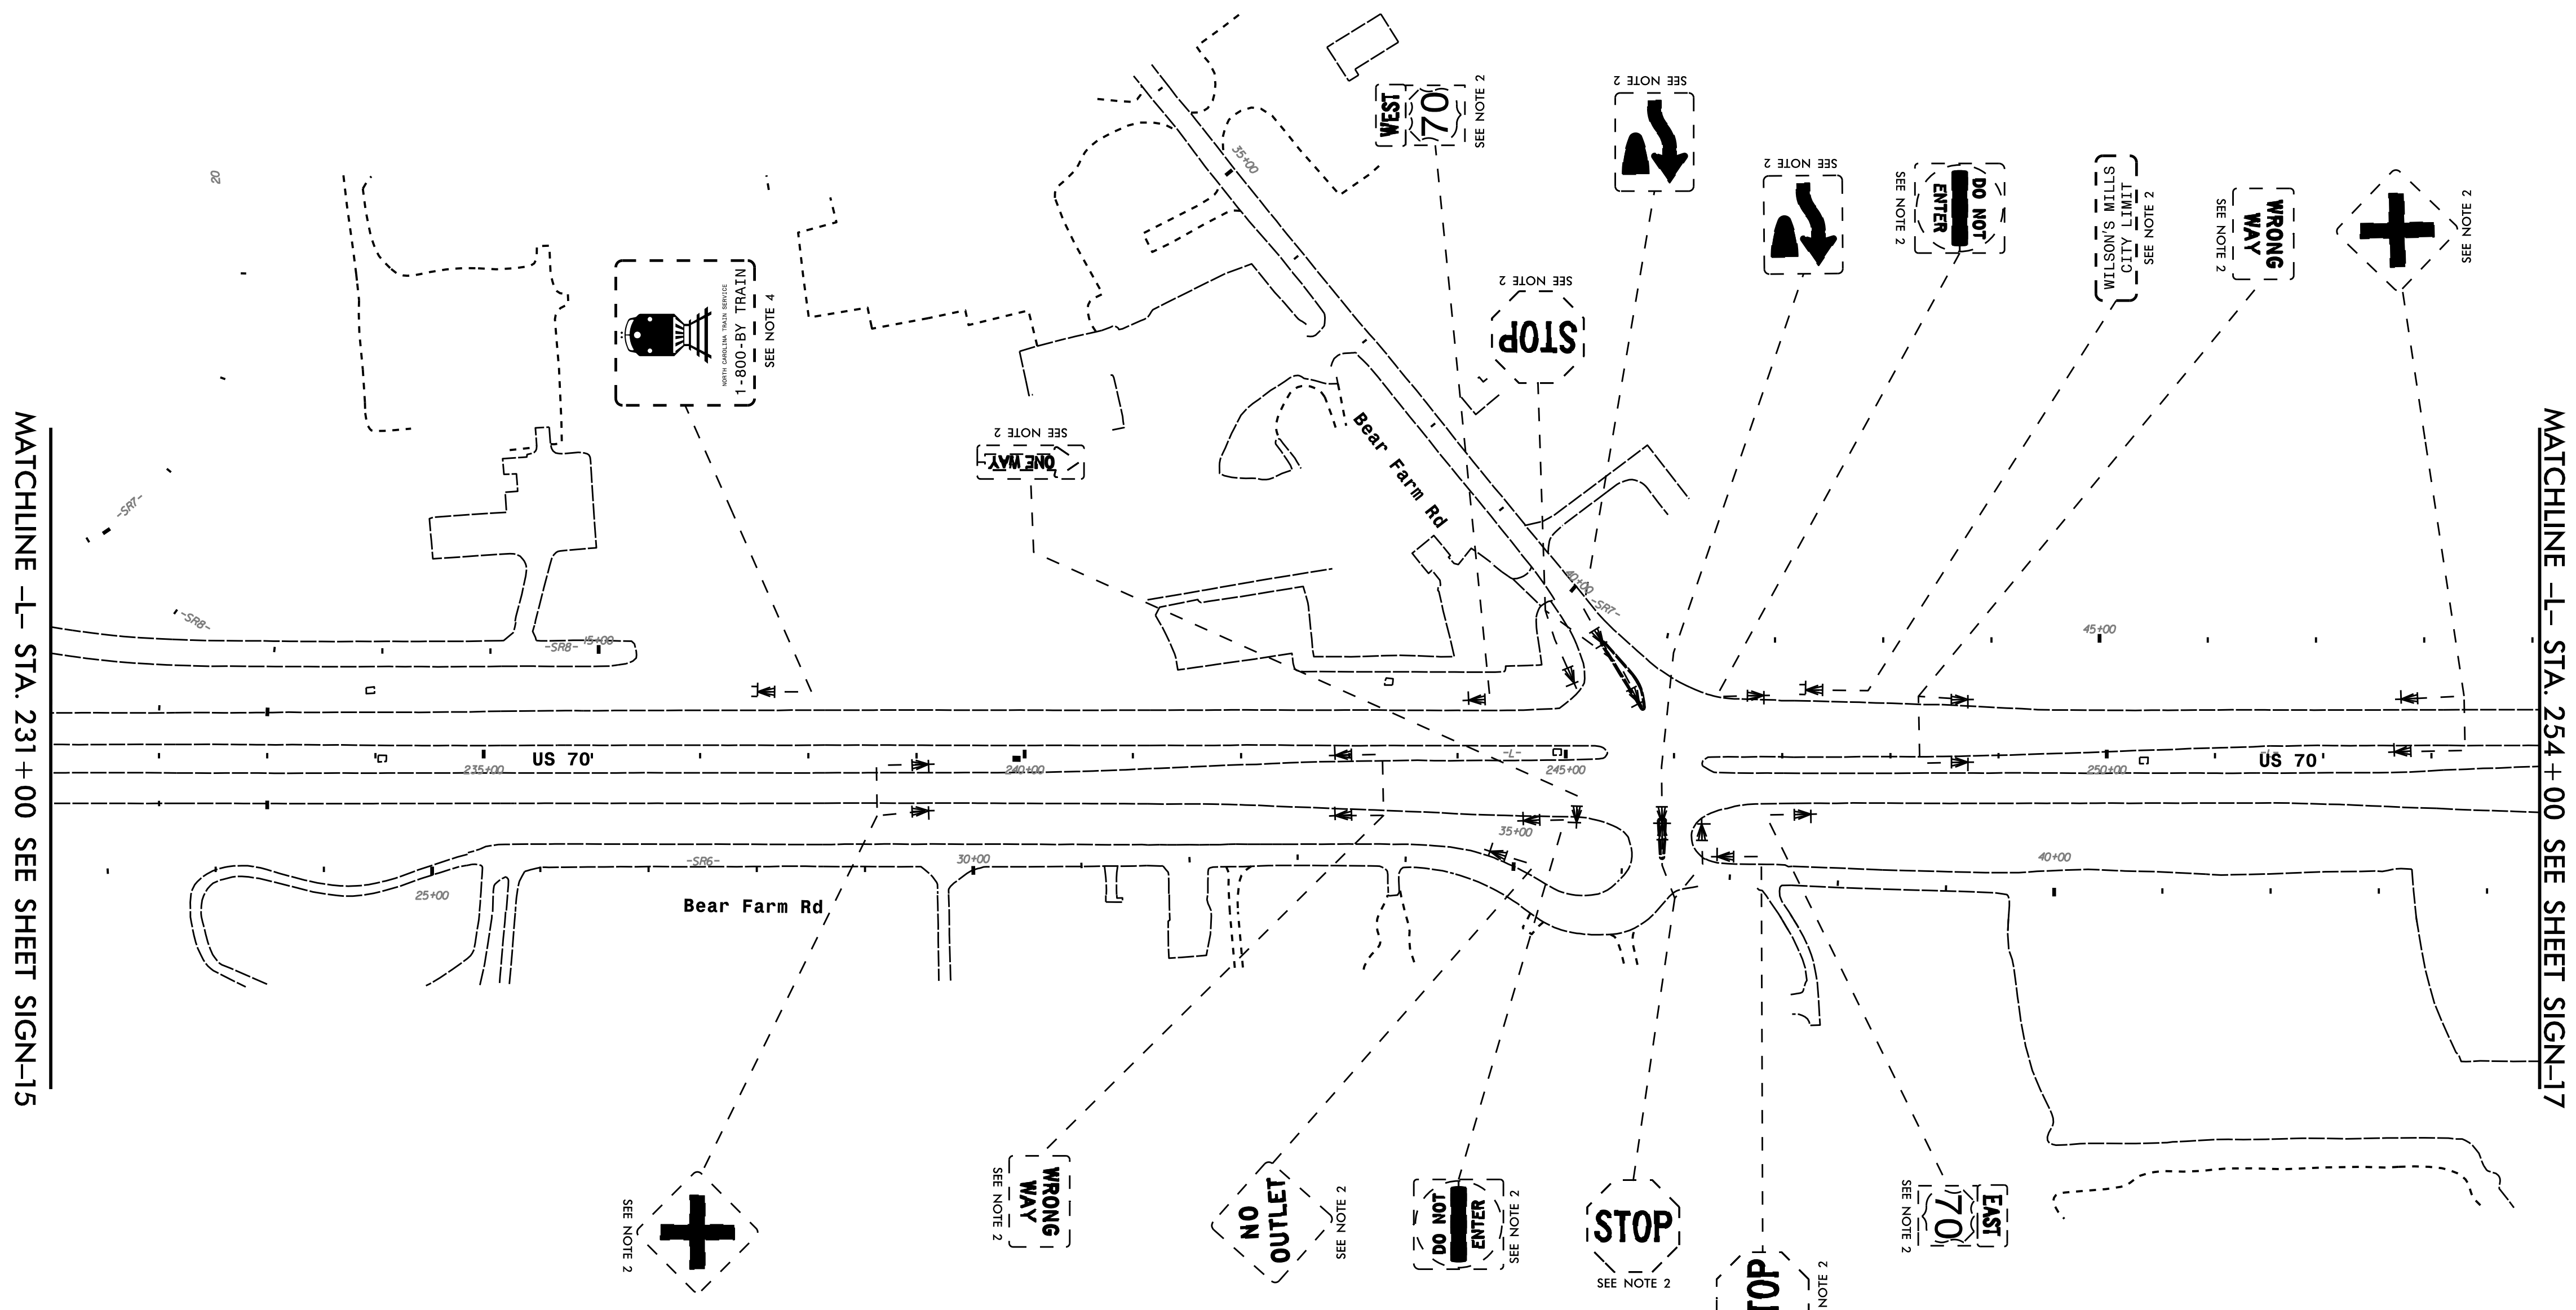 MATCHLINE -L- STA. 231+00 SEE SHEET SIGN-15
MATCHLINE -L- STA. 254+00 SEE SHEET SIGN-17
20
-SR7-
-SR8-
-SR8-
15+00
NORTH CAROLINA TRAIN SERVICE
1-800-BY TRAIN
SEE NOTE 4
SEE NOTE 2
ONE WAY
35+00
WEST
70
SEE NOTE 2
SEE NOTE 2
STOP
SEE NOTE 2
SEE NOTE 2
SEE NOTE 2
DO NOT
ENTER
WILSON'S MILLS
CITY LIMIT
SEE NOTE 2
SEE NOTE 2
WRONG
WAY
SEE NOTE 2
Bear Farm Rd
40+00
-SR7-
45+00
US 70
235+00
240+00
-L-
245+00
250+00
-L-
US 70
35+00
-SR6-
30+00
25+00
40+00
Bear Farm Rd
SEE NOTE 2
SEE NOTE 2
WRONG
WAY
NO
OUTLET
SEE NOTE 2
DO NOT
ENTER
SEE NOTE 2
STOP
SEE NOTE 2
TOP
NOTE 2
SEE NOTE 2
70
EAST